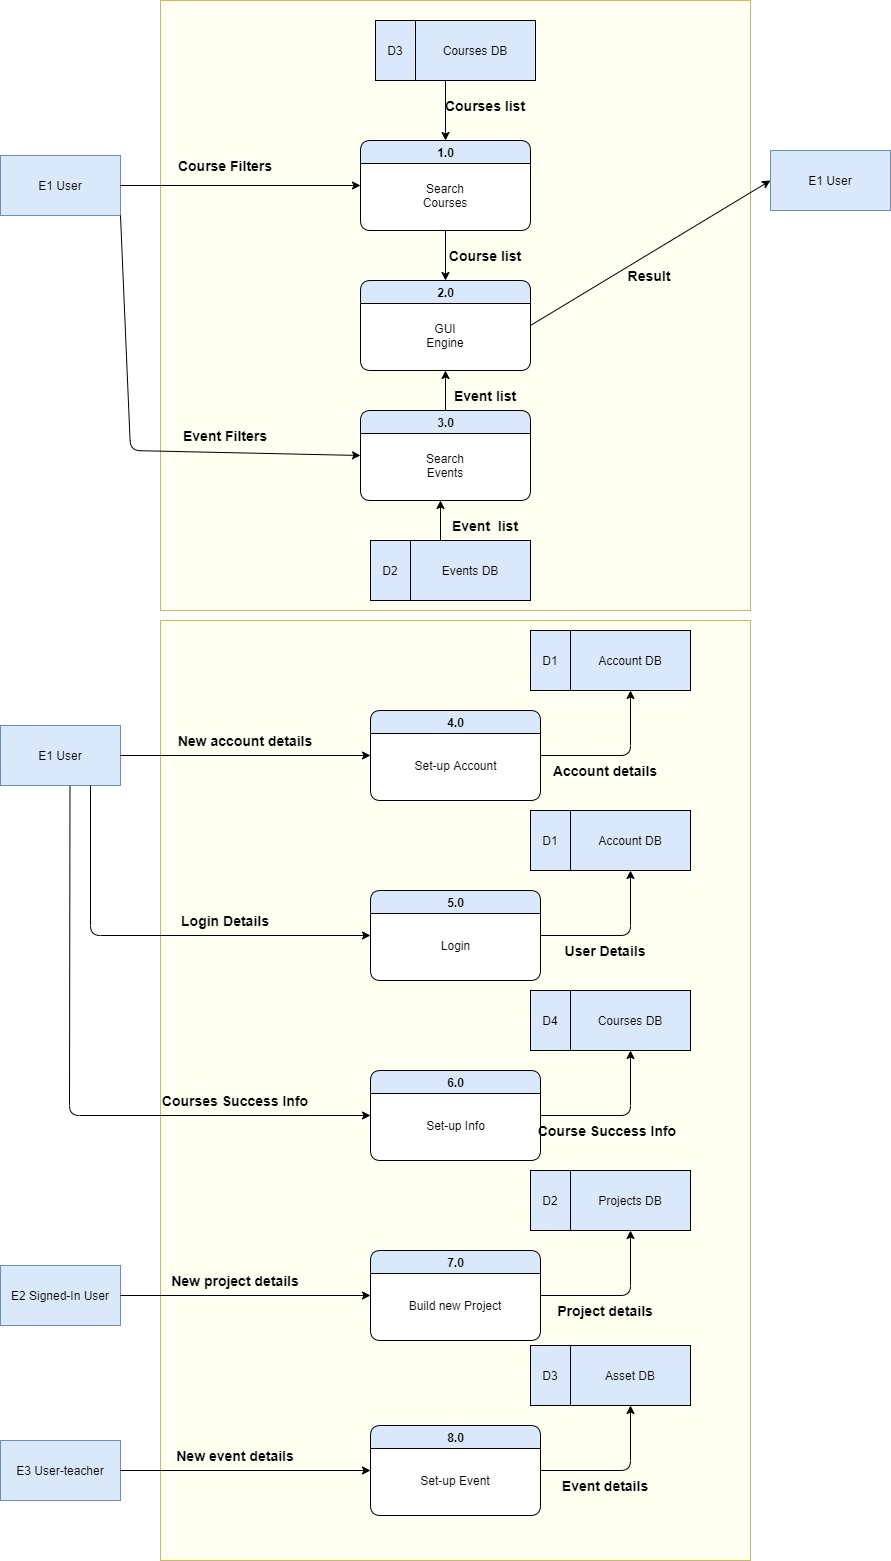 D3
Courses DB
Courses list
1.0
Search
Courses
Course Filters
E1 User
E1 User
Course list
2.0
GUI
Engine
Result
Event list
3.0
Search
Events
Event Filters
Event  list
D2
Events DB
D1
Account DB
4.0
Set-up Account
New account details
E1 User
Account details
D1
Account DB
5.0
Login
Login Details
User Details
D4
Courses DB
6.0
Set-up Info
Courses Success Info
Course Success Info
D2
Projects DB
7.0
Build new Project
New project details
E2 Signed-In User
Project details
D3
Asset DB
8.0
Set-up Event
New event details
E3 User-teacher
Event details